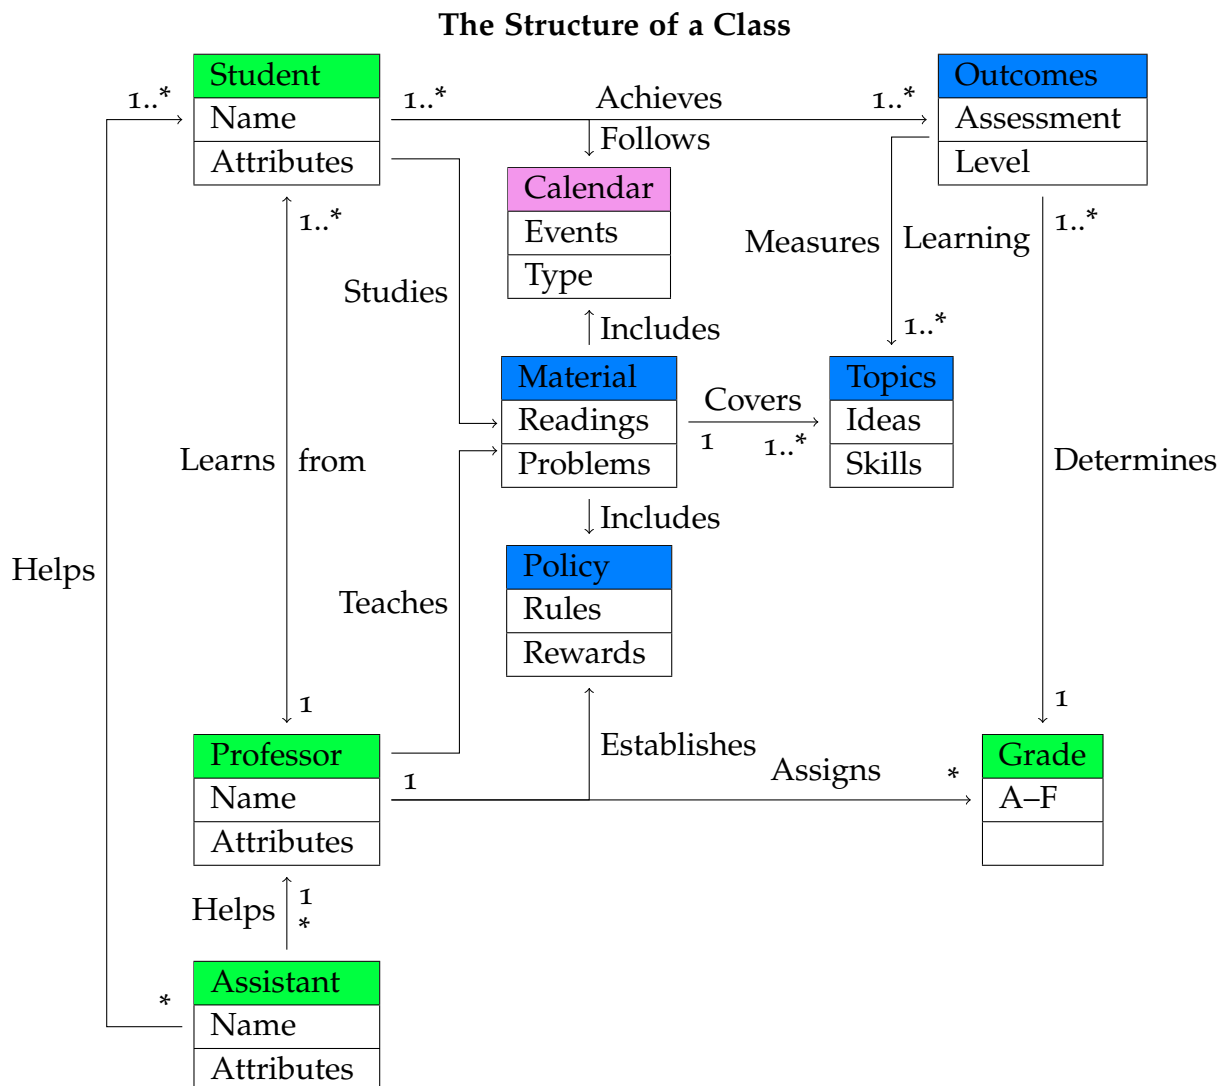 The Structure of a Class
Student
Name
Attributes
1..*
1..*
Achieves
1..*
Outcomes
Assessment
Level
Follows
Calendar
Events
Type
1..*
Measures
Learning
1..*
Studies
Includes
1..*
Material
Readings
Problems
Covers
1
1..*
Topics
Ideas
Skills
Learns
from
Determines
Includes
Helps
Teaches
Policy
Rules
Rewards
1
1
Professor
Name
Attributes
1
Establishes
Assigns
*
Grade
A–F
Helps
1
*
*
Assistant
Name
Attributes